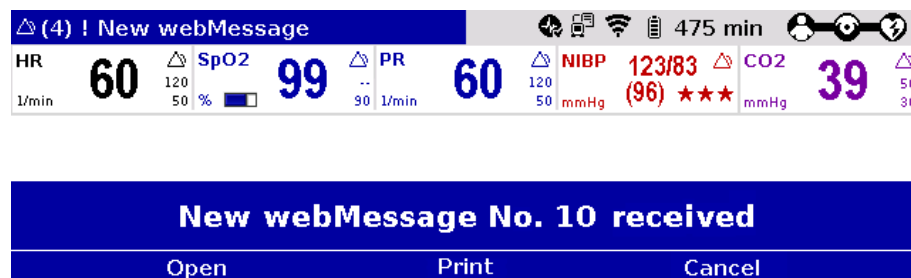 (4) ! New webMessage 475 min
HR 60 120 50 1/min
SpO2 99 -- 90 %
PR 60 120 50 1/min
NIBP 123/83 (96) ★★★ mmHg
CO2 39 mmHg
New webMessage No. 10 received
Open Print Cancel